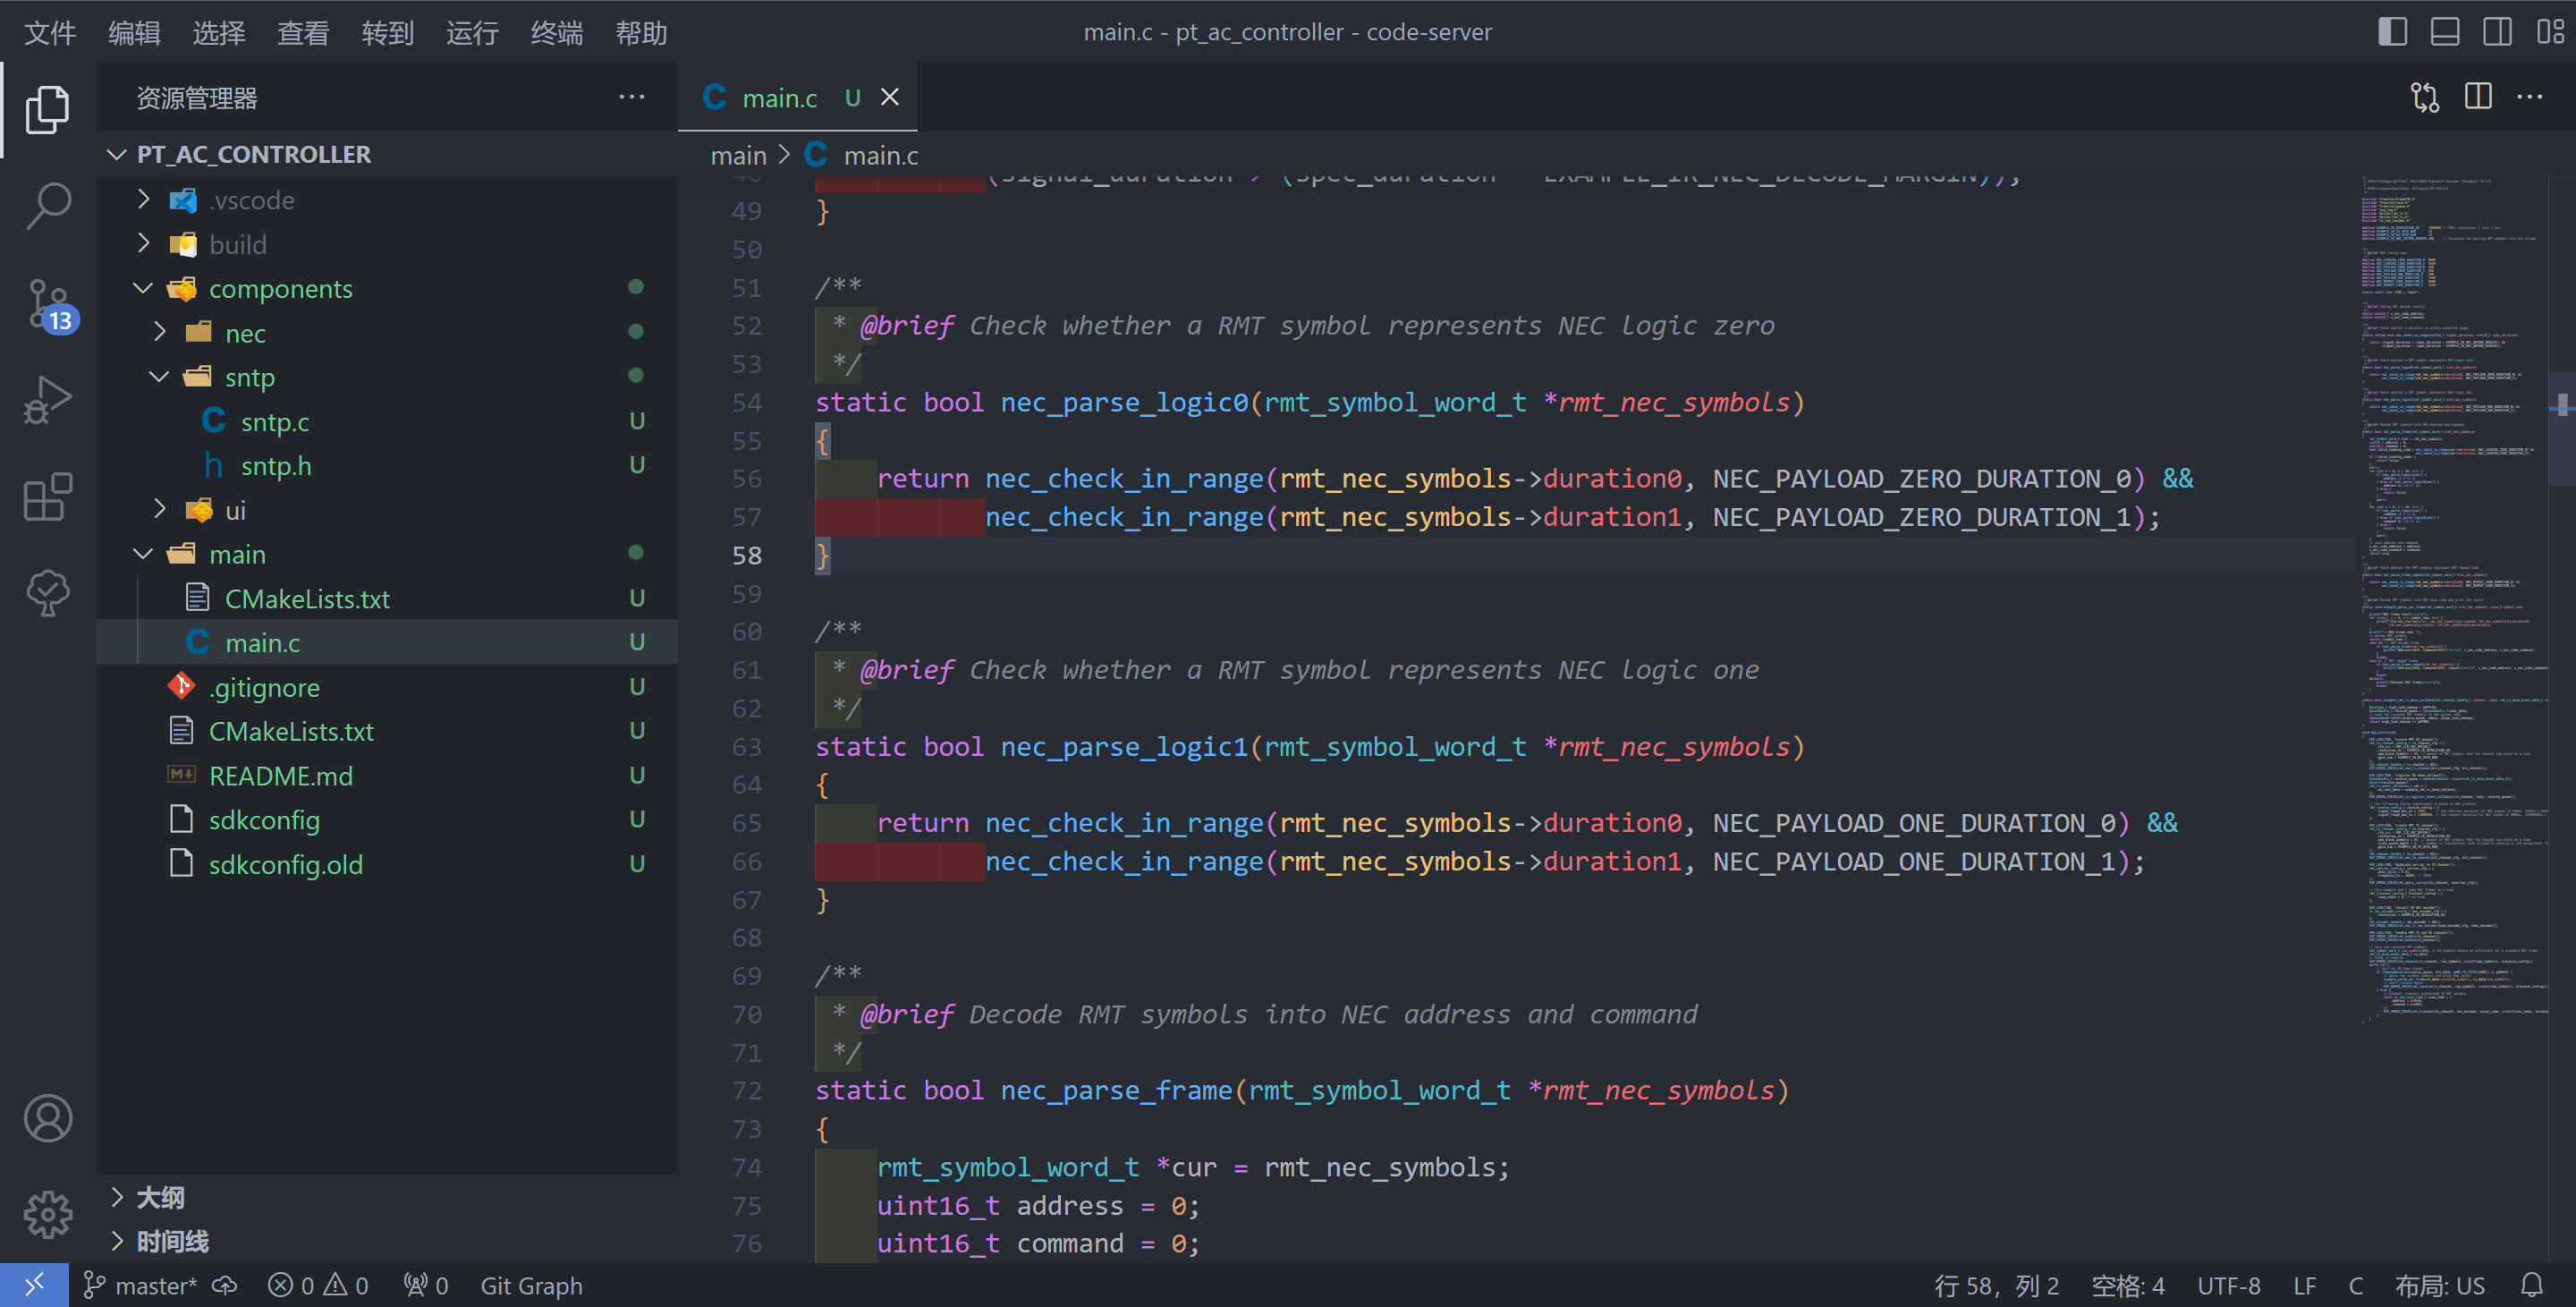 文件 编辑 选择 查看 转到 运行 终端 帮助
main.c - pt_ac_controller - code-server
资源管理器
main.c U
PT_AC_CONTROLLER
main > main.c
.vscode
build
components
nec
sntp
sntp.c U
sntp.h U
ui
main
CMakeLists.txt U
main.c U
.gitignore U
CMakeLists.txt U
README.md U
sdkconfig U
sdkconfig.old U
大纲
时间线
13
48 (signal_duration > (spec_duration - EXAMPLE_IR_NEC_DECODE_MARGIN));
49 }
50
51 /**
52 * @brief Check whether a RMT symbol represents NEC logic zero
53 */
54 static bool nec_parse_logic0(rmt_symbol_word_t *rmt_nec_symbols)
55 {
56 return nec_check_in_range(rmt_nec_symbols->duration0, NEC_PAYLOAD_ZERO_DURATION_0) &&
57 nec_check_in_range(rmt_nec_symbols->duration1, NEC_PAYLOAD_ZERO_DURATION_1);
58 }
59
60 /**
61 * @brief Check whether a RMT symbol represents NEC logic one
62 */
63 static bool nec_parse_logic1(rmt_symbol_word_t *rmt_nec_symbols)
64 {
65 return nec_check_in_range(rmt_nec_symbols->duration0, NEC_PAYLOAD_ONE_DURATION_0) &&
66 nec_check_in_range(rmt_nec_symbols->duration1, NEC_PAYLOAD_ONE_DURATION_1);
67 }
68
69 /**
70 * @brief Decode RMT symbols into NEC address and command
71 */
72 static bool nec_parse_frame(rmt_symbol_word_t *rmt_nec_symbols)
73 {
74 rmt_symbol_word_t *cur = rmt_nec_symbols;
75 uint16_t address = 0;
76 uint16_t command = 0;
master* 0 0 0 Git Graph
行 58，列 2 空格: 4 UTF-8 LF C 布局: US